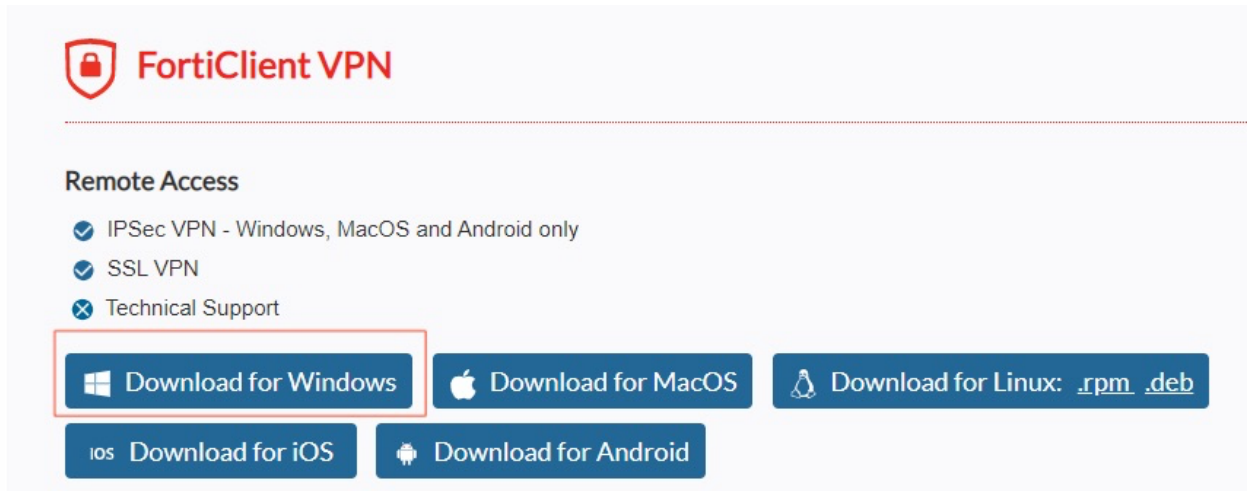 FortiClient VPN
Remote Access
IPSec VPN - Windows, MacOS and Android only
SSL VPN
Technical Support
Download for Windows
Download for MacOS
Download for Linux: .rpm .deb
iOS Download for iOS
Download for Android